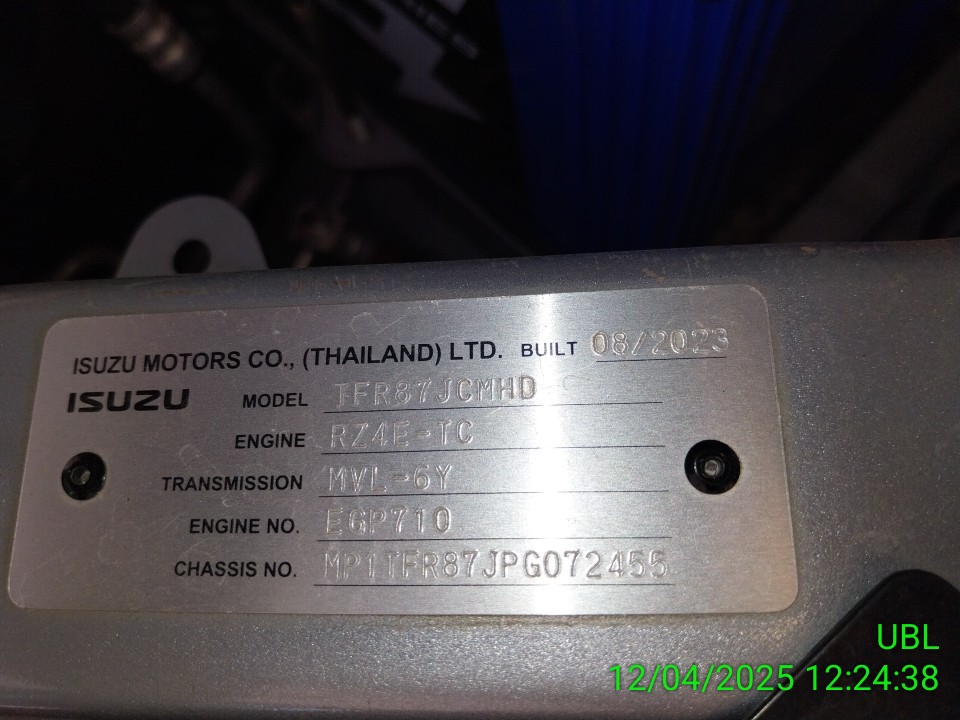 ISUZU MOTORS CO., (THAILAND) LTD. BUILT 08/2023
ISUZU MODEL TFR87JCMHD
ENGINE RZ4E-TC
TRANSMISSION MVL-6Y
ENGINE NO. EGP710
CHASSIS NO. MP1TFR87JPG072455
UBL
12/04/2025 12:24:38